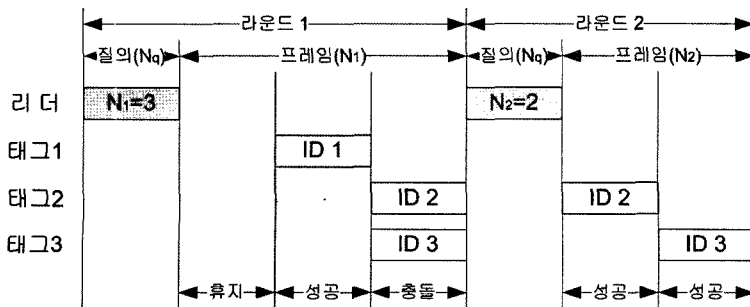 라운드 1 라운드 2
질의(Nq) 프레임(N1) 질의(Nq) 프레임(N2)
리 더 N1=3 N2=2
태그1 ID 1
태그2 ID 2 ID 2
태그3 ID 3 ID 3
휴지 성공 충돌 성공 성공